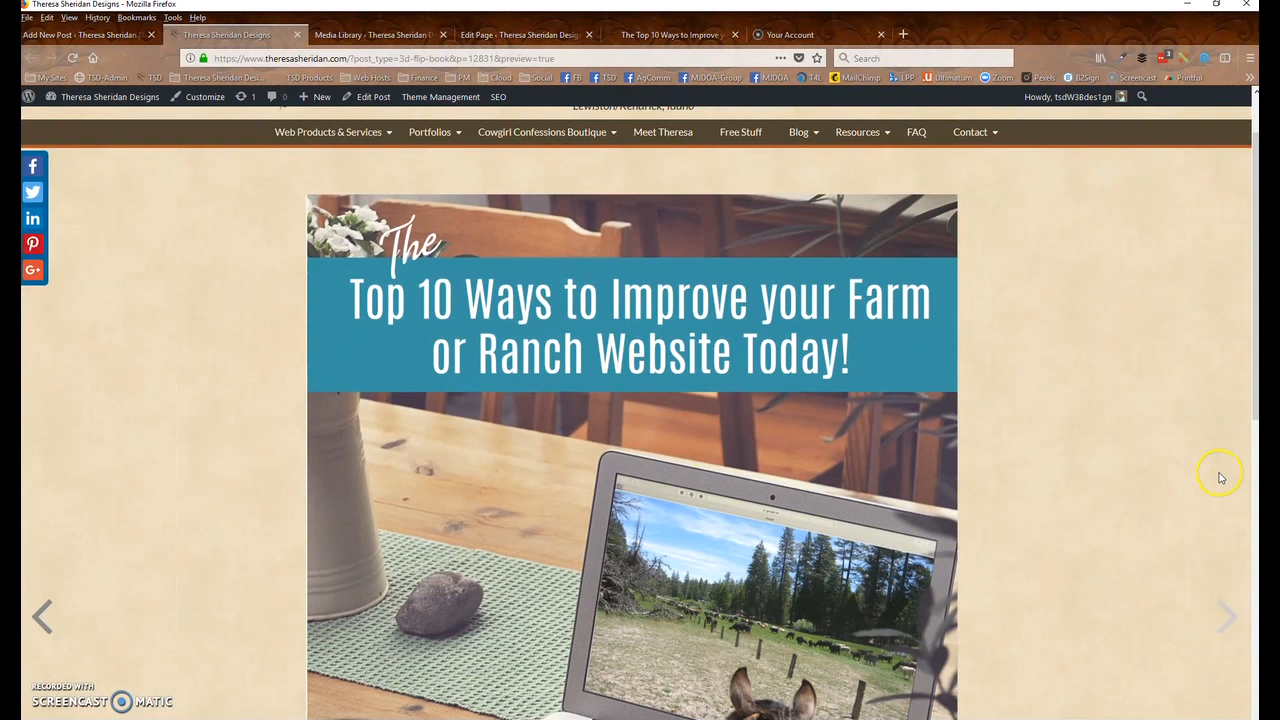 Theresa Sheridan Designs - Mozilla Firefox
File Edit View History Bookmarks Tools Help
Add New Post ‹ Theresa Sheridan D
Theresa Sheridan Designs
Media Library ‹ Theresa Sheridan D
Edit Page ‹ Theresa Sheridan Desig
The Top 10 Ways to Improve y
Your Account
https://www.theresasheridan.com/?post_type=3d-flip-book&p=12831&preview=true
Search
3
My Sites TSD-Admin TSD Theresa Sheridan Desi... TSD Products Web Hosts Finance PM Cloud Social FB TSD AgComm MJDOA-Group MJDOA T4L MailChimp LPP Ultimatum Zoom Pexels B2Sign Screencast Printful
Theresa Sheridan Designs Customize 1 0 New Edit Post Theme Management SEO Howdy, tsdW3Bdes1gn
Lewiston/Kendrick, Idaho
Web Products & Services Portfolios Cowgirl Confessions Boutique Meet Theresa Free Stuff Blog Resources FAQ Contact
The
Top 10 Ways to Improve your Farm
or Ranch Website Today!
RECORDED WITH
SCREENCAST MATIC